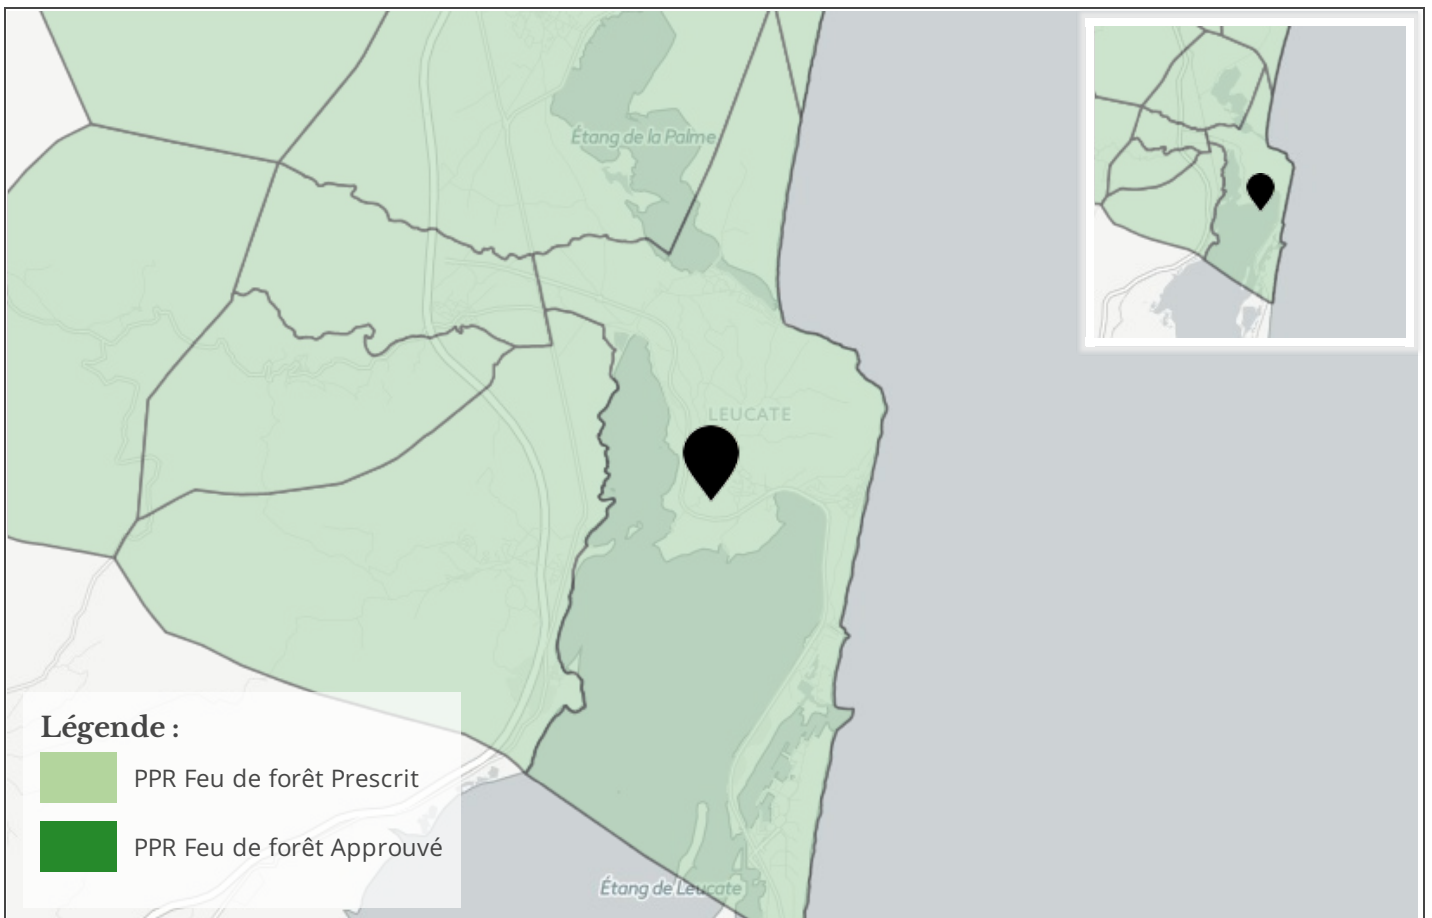 Étang de la Palme
LEUCATE
Légende :
PPR Feu de forêt Prescrit
PPR Feu de forêt Approuvé
Étang de Leucate